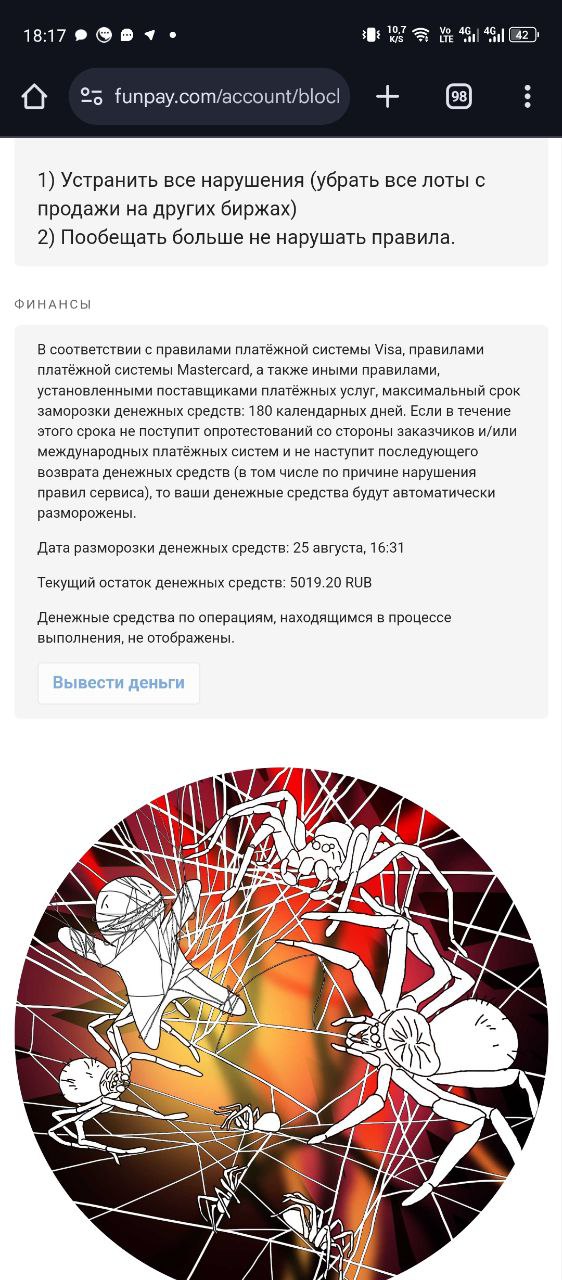 18:17
10,7
K/S
Vo
LTE
4G
4G
42
funpay.com/account/blocl
98
1) Устранить все нарушения (убрать все лоты с
продажи на других биржах)
2) Пообещать больше не нарушать правила.
ФИНАНСЫ
В соответствии с правилами платёжной системы Visa, правилами
платёжной системы Mastercard, а также иными правилами,
установленными поставщиками платёжных услуг, максимальный срок
заморозки денежных средств: 180 календарных дней. Если в течение
этого срока не поступит опротестований со стороны заказчиков и/или
международных платёжных систем и не наступит последующего
возврата денежных средств (в том числе по причине нарушения
правил сервиса), то ваши денежные средства будут автоматически
разморожены.
Дата разморозки денежных средств: 25 августа, 16:31
Текущий остаток денежных средств: 5019.20 RUB
Денежные средства по операциям, находящимся в процессе
выполнения, не отображены.
Вывести деньги